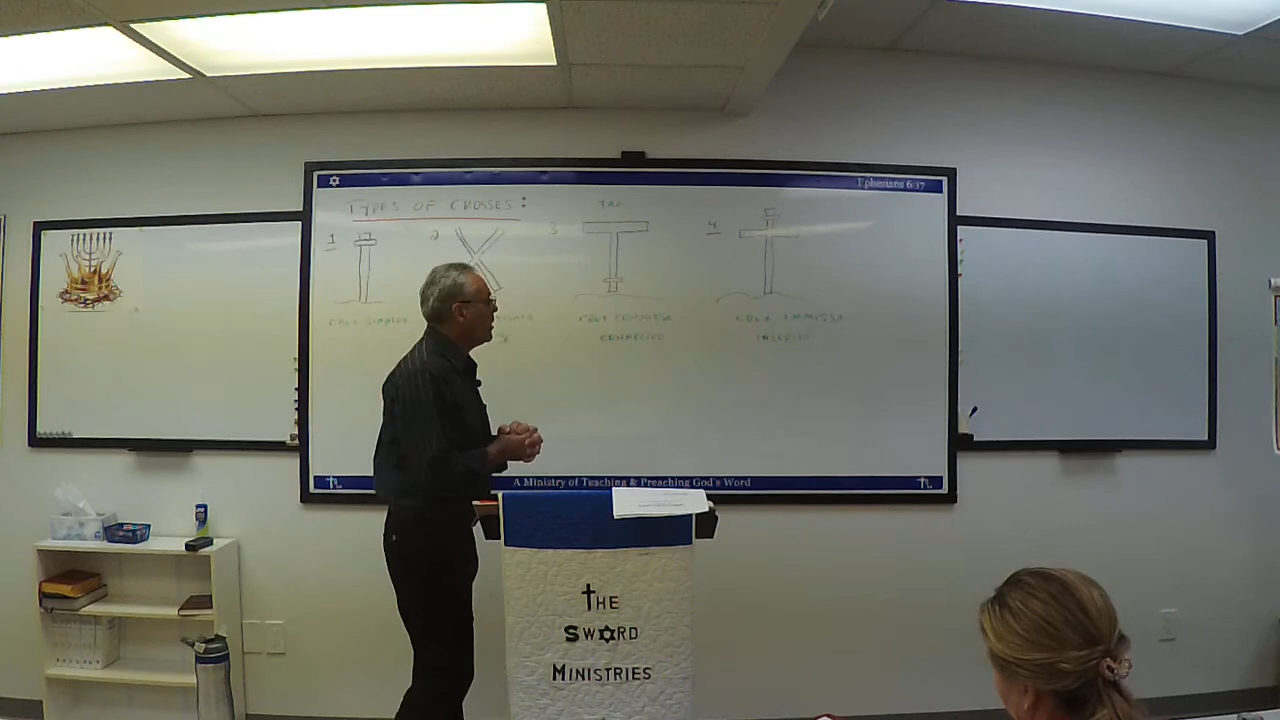 Ephesians 6:17
TYPES OF CROSSES:
TAU
1
2
3
4
CRUX SIMPLEX
CRUX COMMISSA
CRUX IMMISSA
CONNECTED
INSERTED
A Ministry of Teaching & Preaching God's Word
THE
SWORD
MINISTRIES